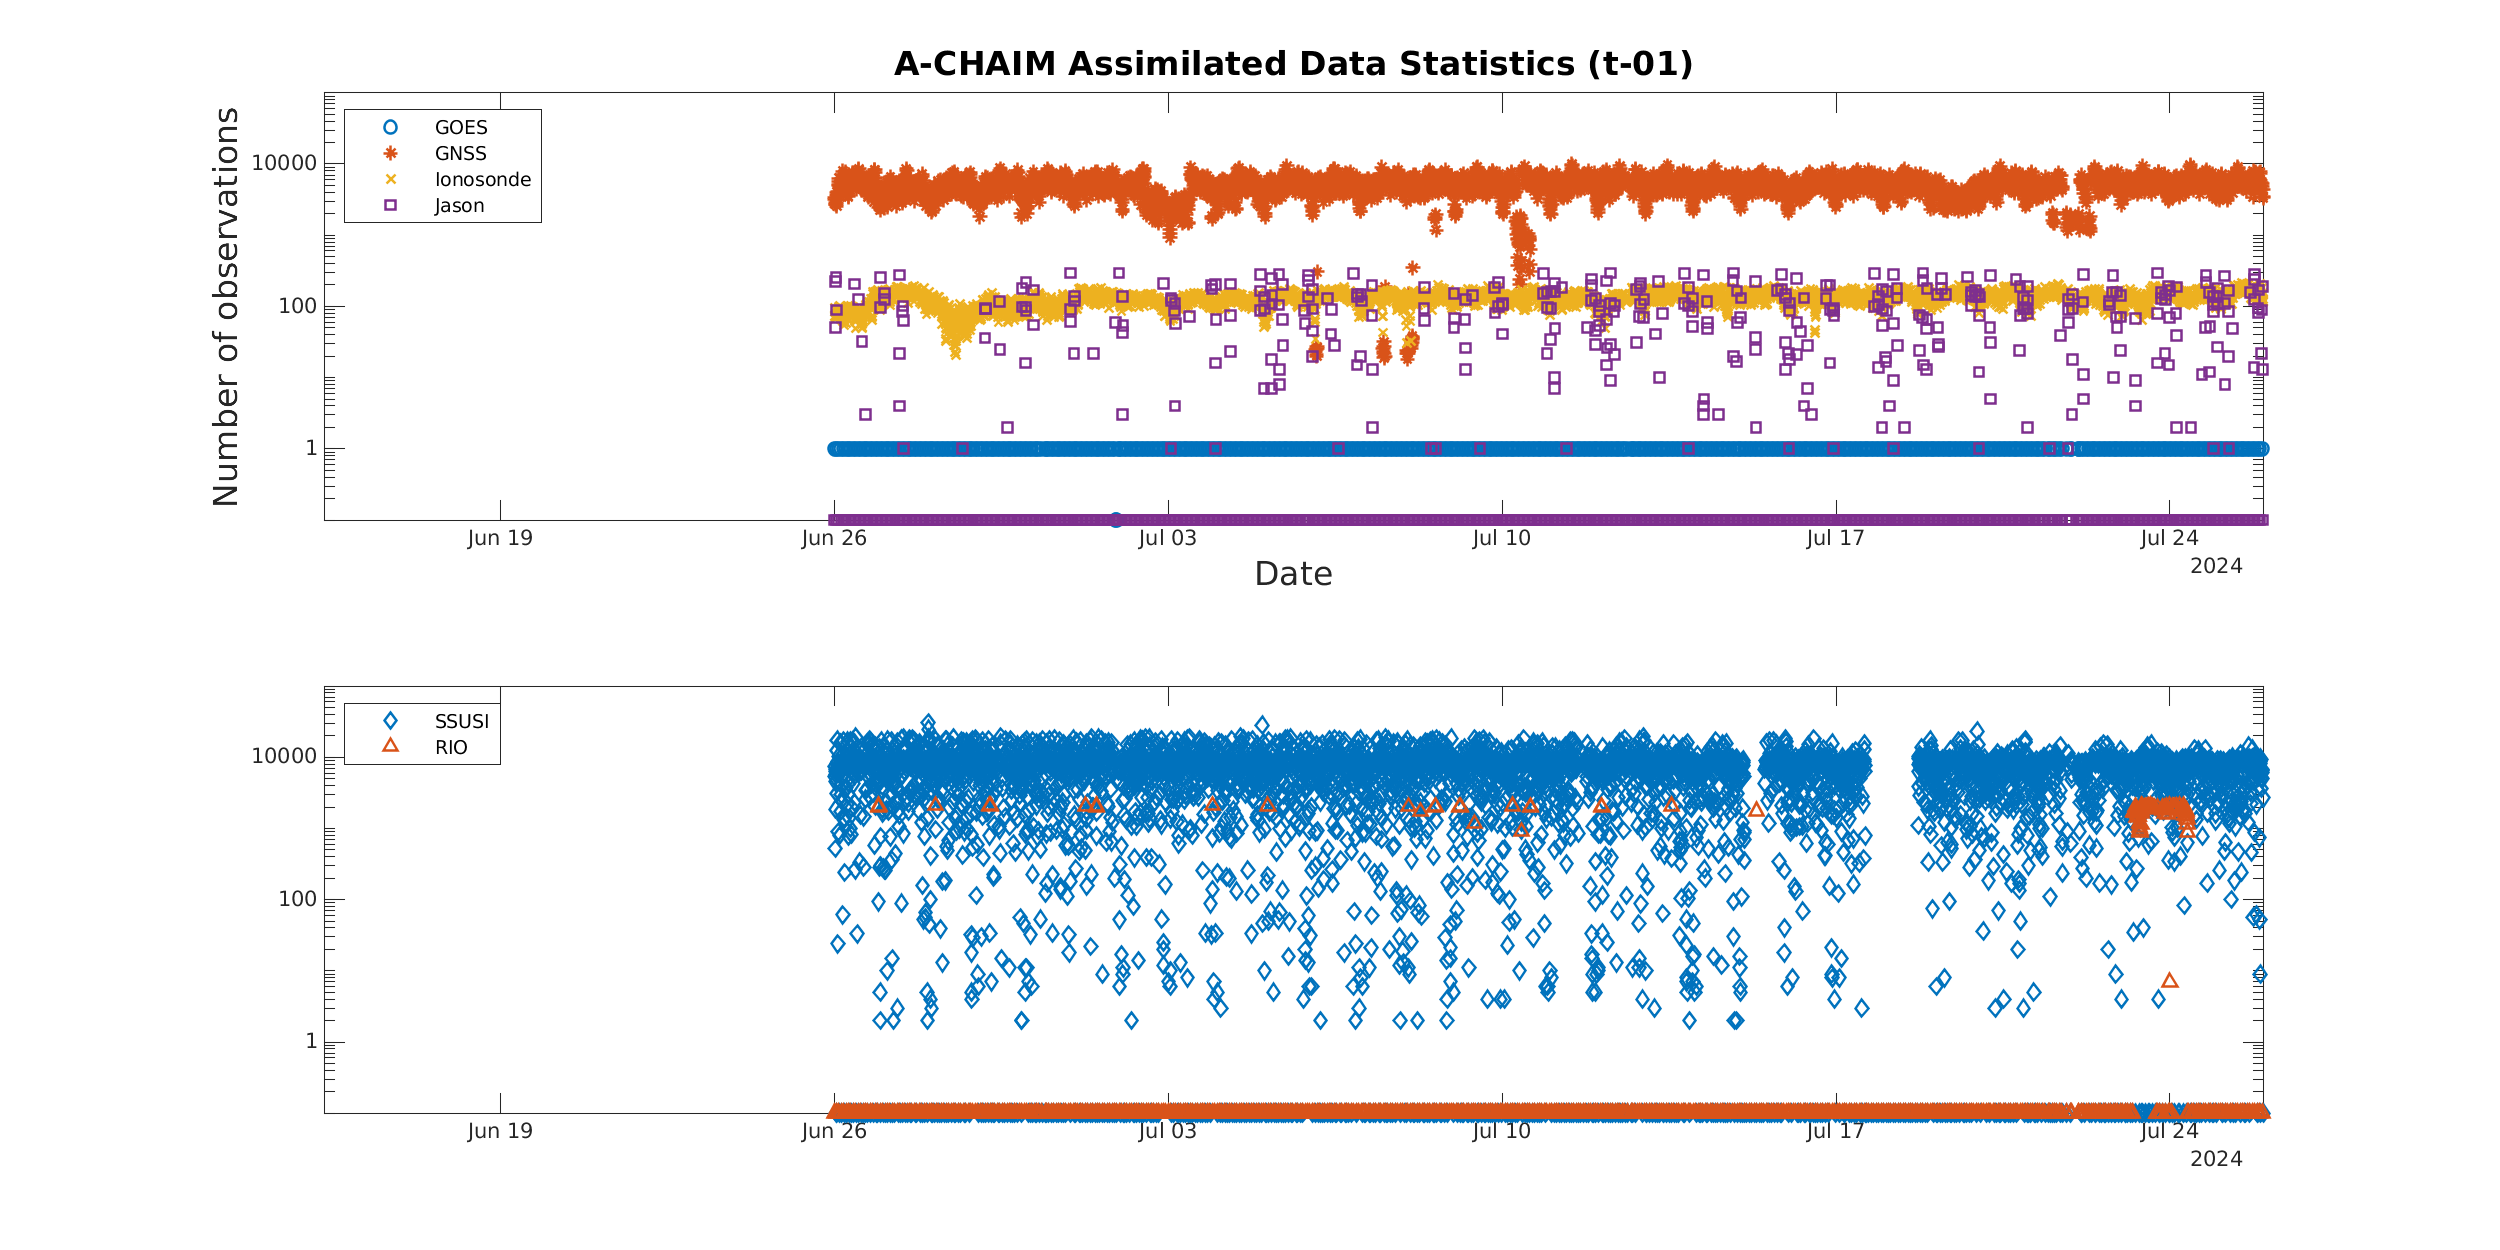 A-CHAIM Assimilated Data Statistics (t-01)
Number of observations
10000
100
1
GOES
GNSS
Ionosonde
Jason
Jun 19
Jun 26
Jul 03
Jul 10
Jul 17
Jul 24
2024
Date
10000
100
1
SSUSI
RIO
Jun 19
Jun 26
Jul 03
Jul 10
Jul 17
Jul 24
2024